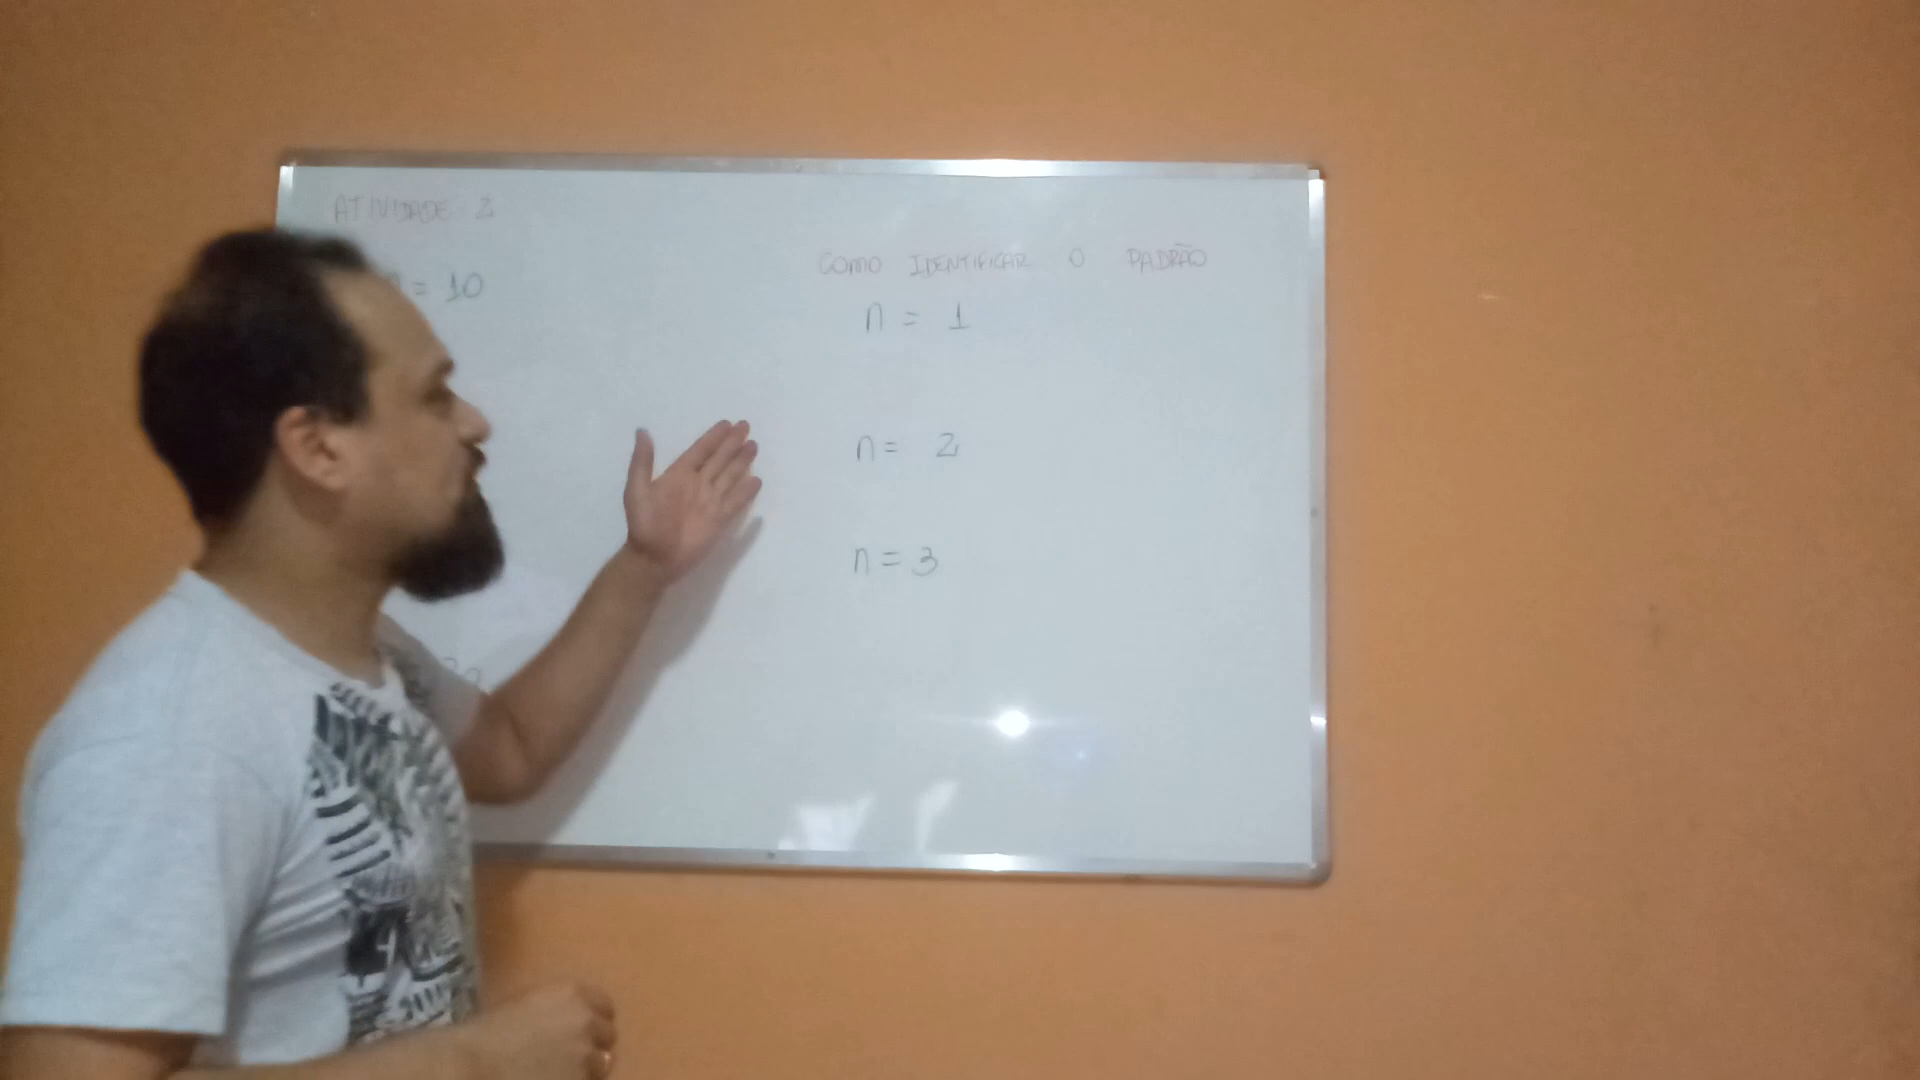 ATIVIDADE 2
n = 10
COMO IDENTIFICAR O PADRÃO
n = 1
n = 2
n = 3